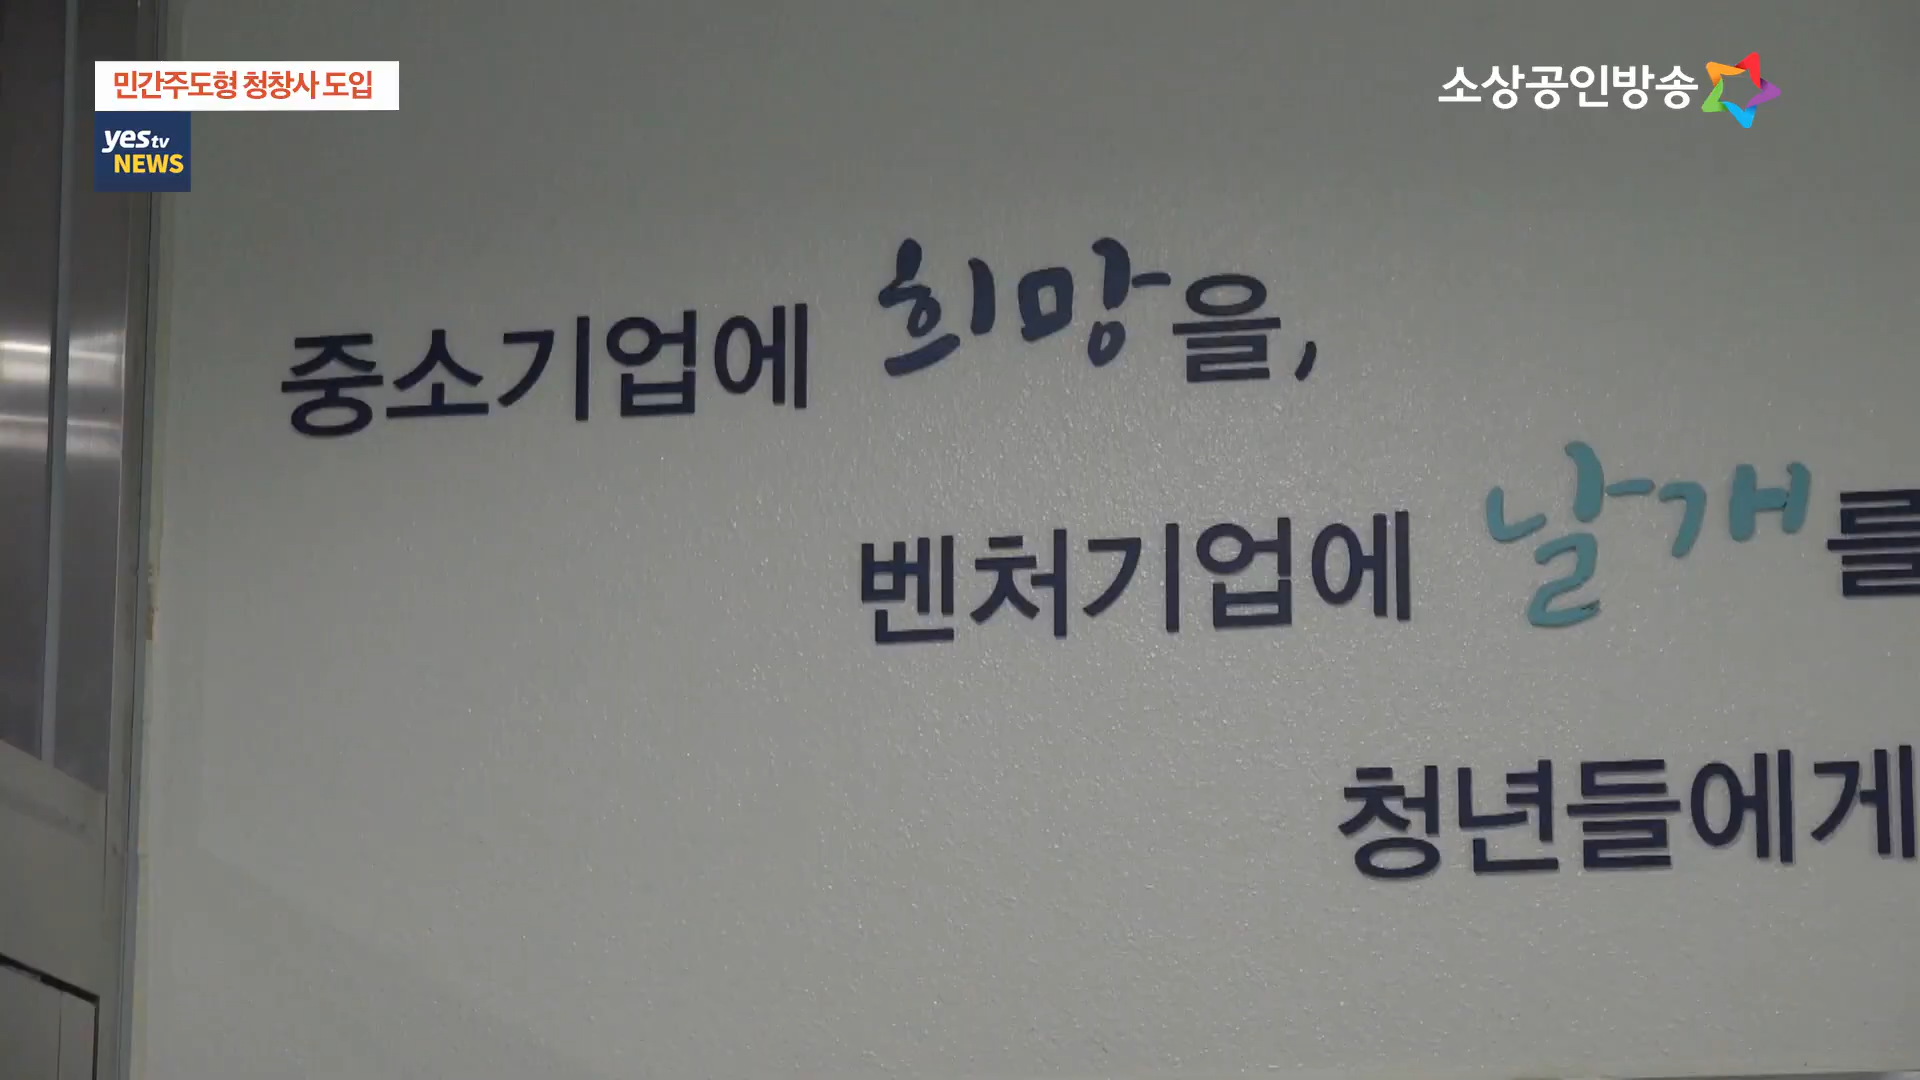 민간주도형 청창사 도입
소상공인방송
yestv
NEWS
중소기업에 희망을,
벤처기업에 날개를
청년들에게